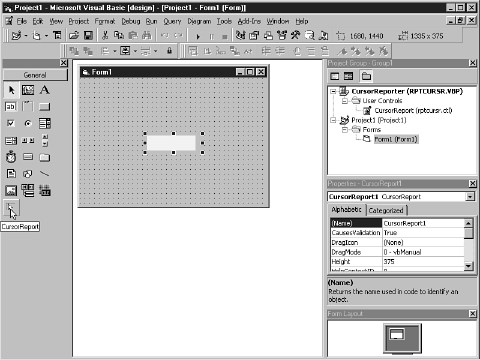 Project1 - Microsoft Visual Basic [design] - [Project1 - Form1 (Form)]
File Edit View Project Format Debug Run Query Diagram Tools Add-Ins Window Help
1680, 1440
1335 x 375
General
A
ab|
CursorReport
Form1
Project Group - Group1
CursorReporter (RPTCURSR.VBP)
User Controls
CursorReport (rptcursr.ctl)
Project1 (Project1)
Forms
Form1 (Form1)
Properties - CursorReport1
CursorReport1 CursorReport
Alphabetic Categorized
(Name) CursorReport1
CausesValidation True
DragIcon (None)
DragMode 0 - vbManual
Height 375
HelpContextID 0
(Name)
Returns the name used in code to identify an
object.
Form Layout